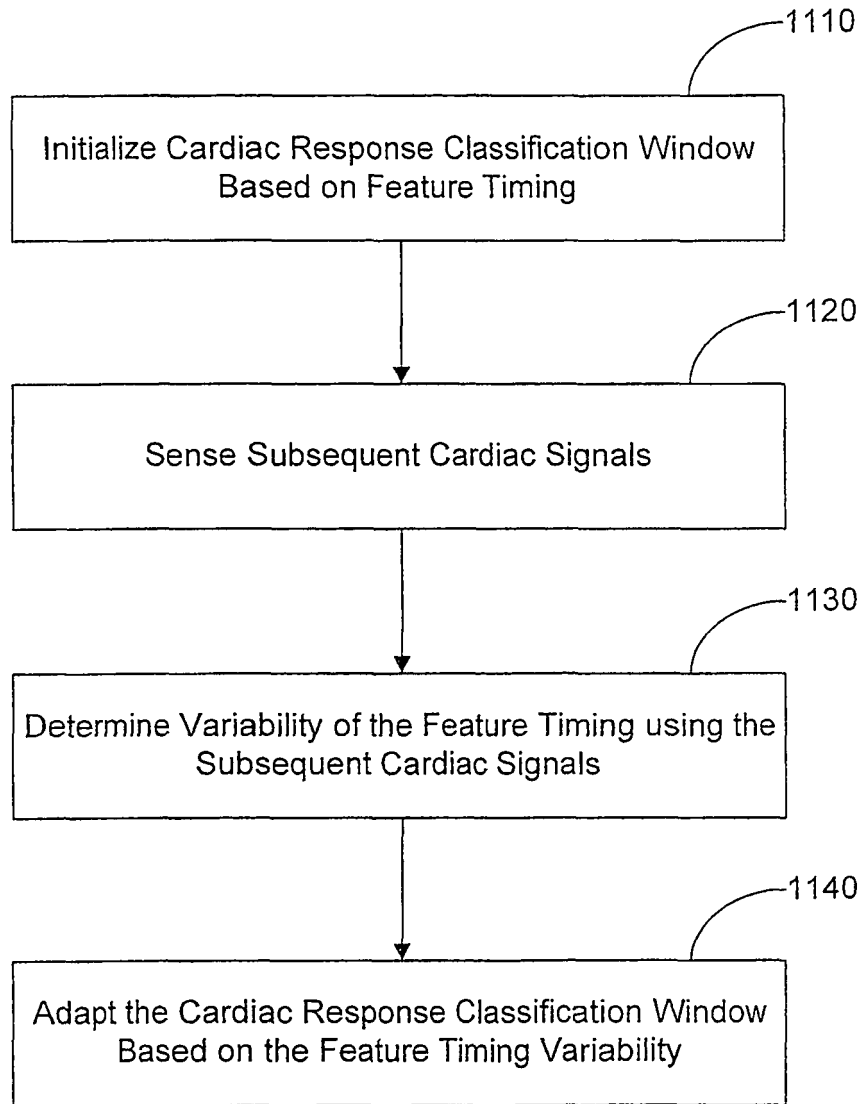 1110
Initialize Cardiac Response Classification Window
Based on Feature Timing
1120
Sense Subsequent Cardiac Signals
1130
Determine Variability of the Feature Timing using the
Subsequent Cardiac Signals
1140
Adapt the Cardiac Response Classification Window
Based on the Feature Timing Variability